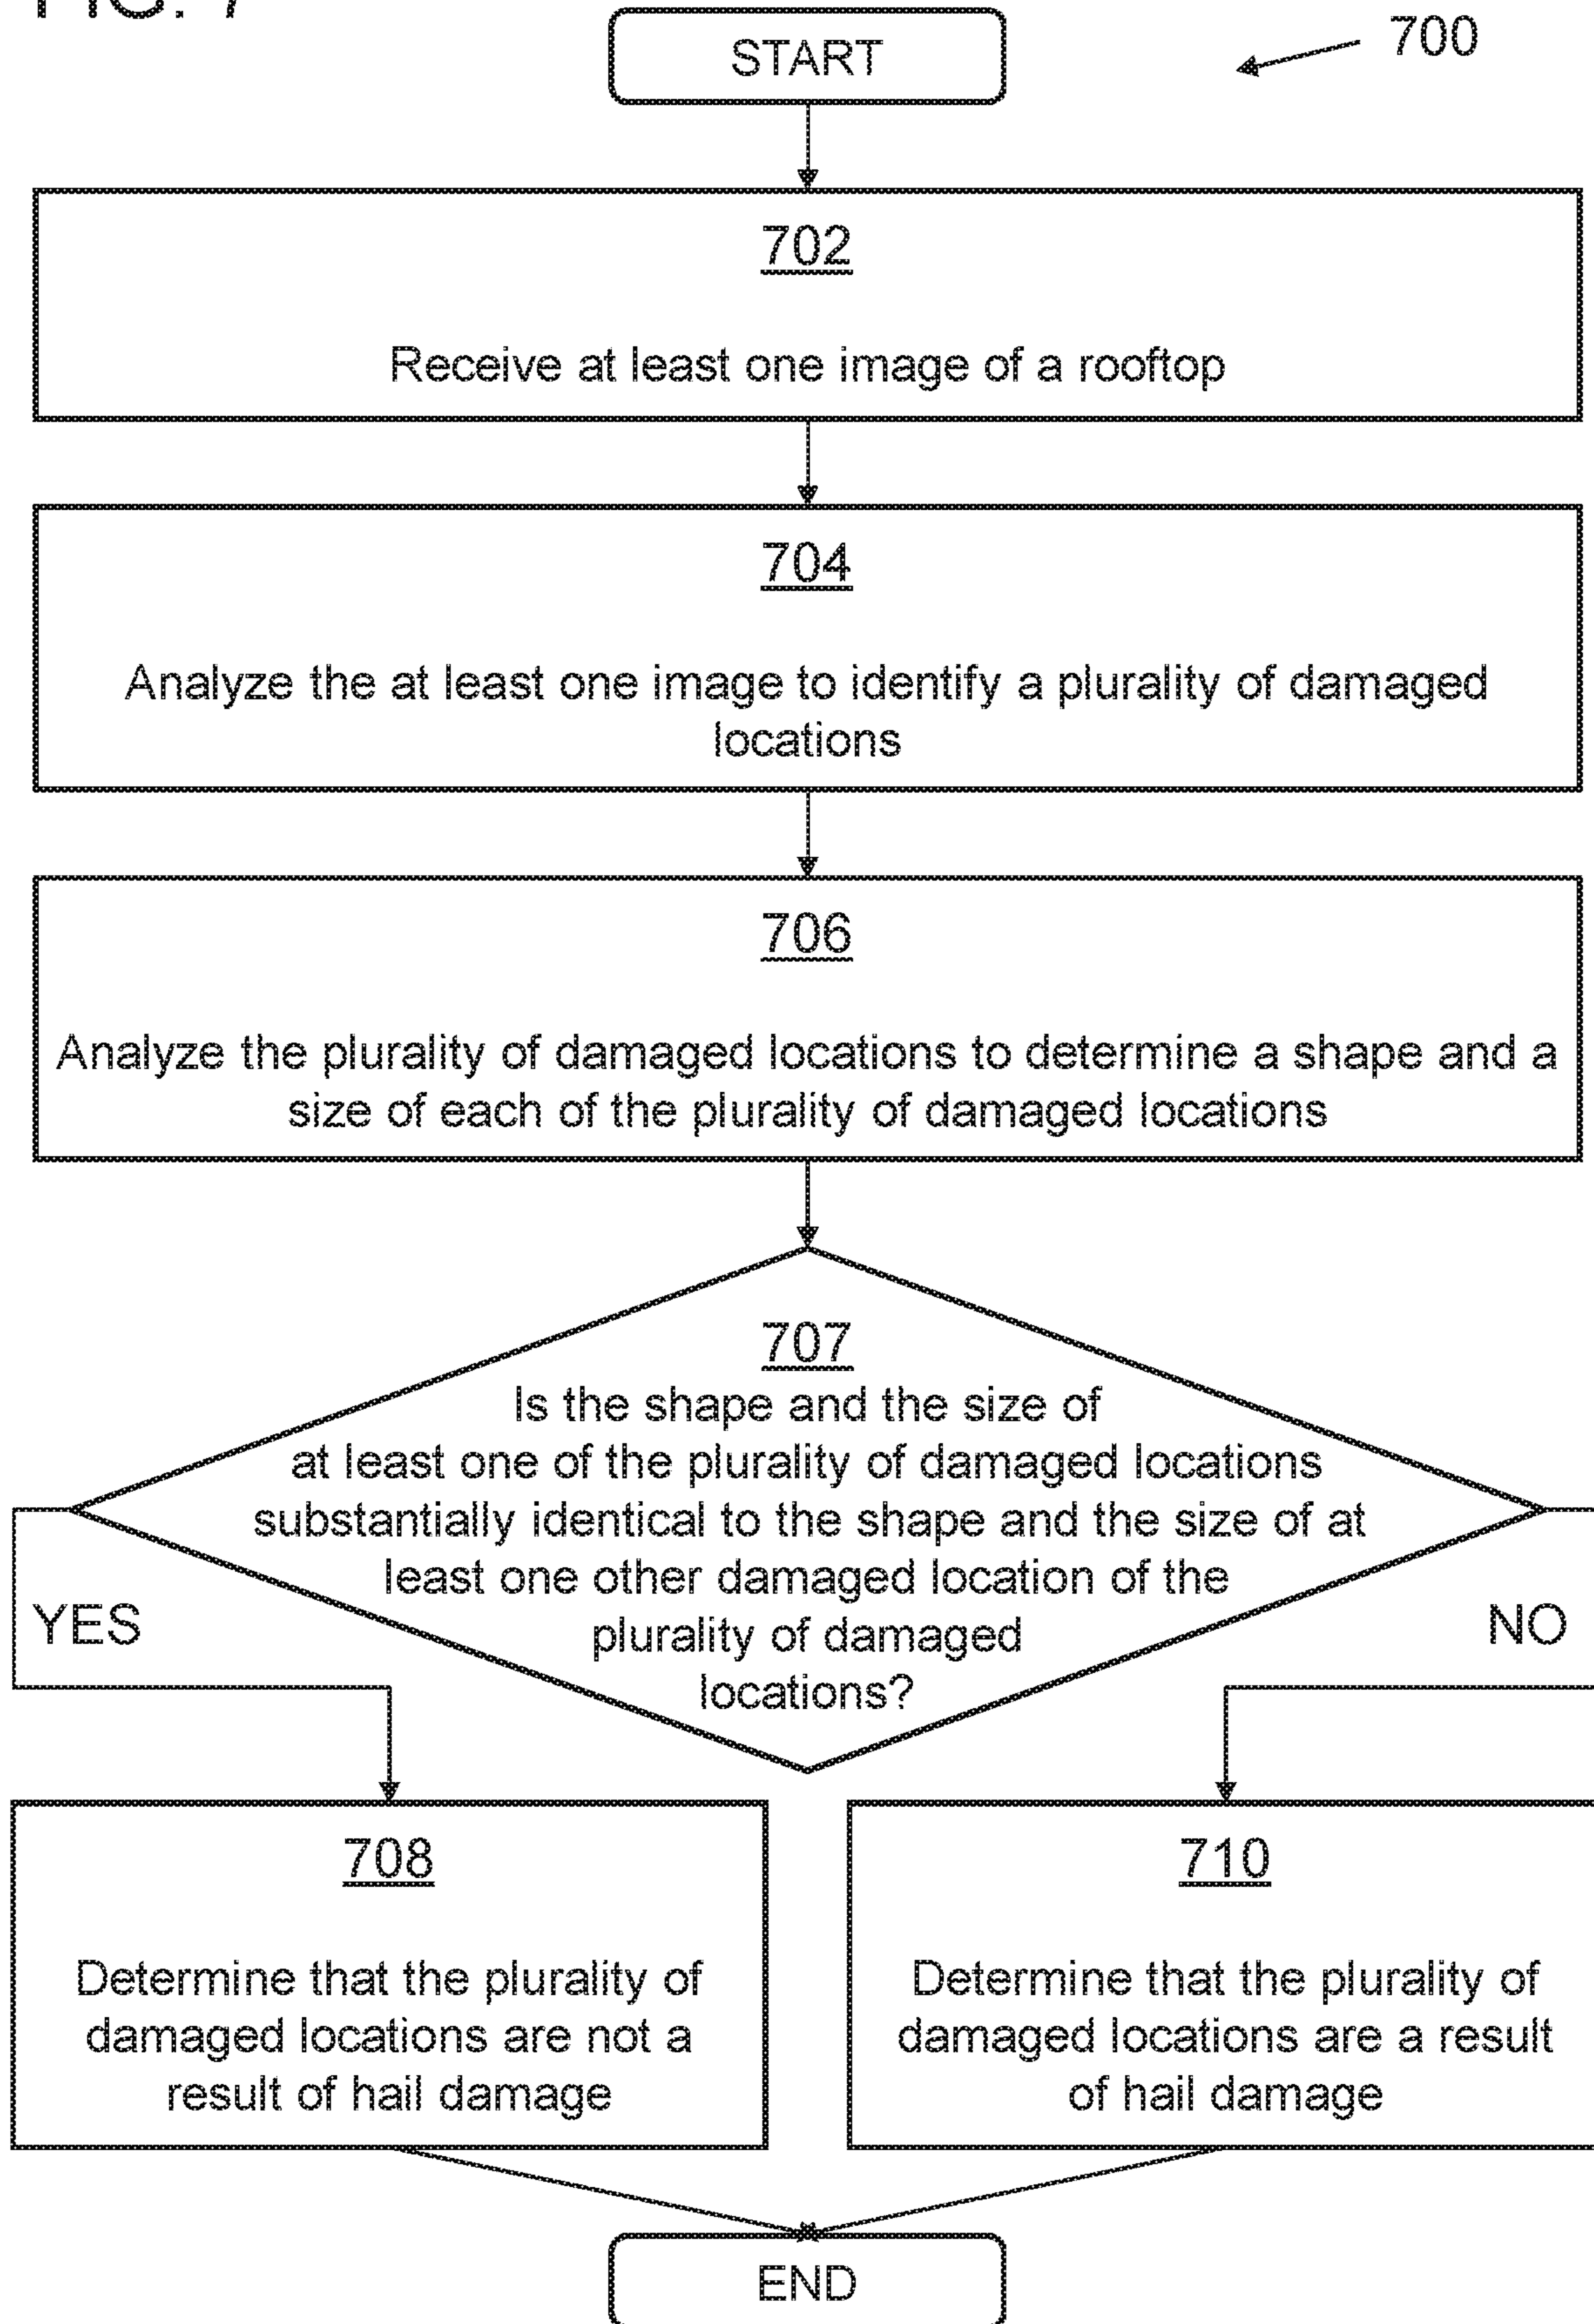 FIG. 7
700
START
702
Receive at least one image of a rooftop
704
Analyze the at least one image to identify a plurality of damaged
locations
706
Analyze the plurality of damaged locations to determine a shape and a
size of each of the plurality of damaged locations
707
Is the shape and the size of
at least one of the plurality of damaged locations
substantially identical to the shape and the size of at
least one other damaged location of the
plurality of damaged
locations?
YES
NO
708
Determine that the plurality of
damaged locations are not a
result of hail damage
710
Determine that the plurality of
damaged locations are a result
of hail damage
END